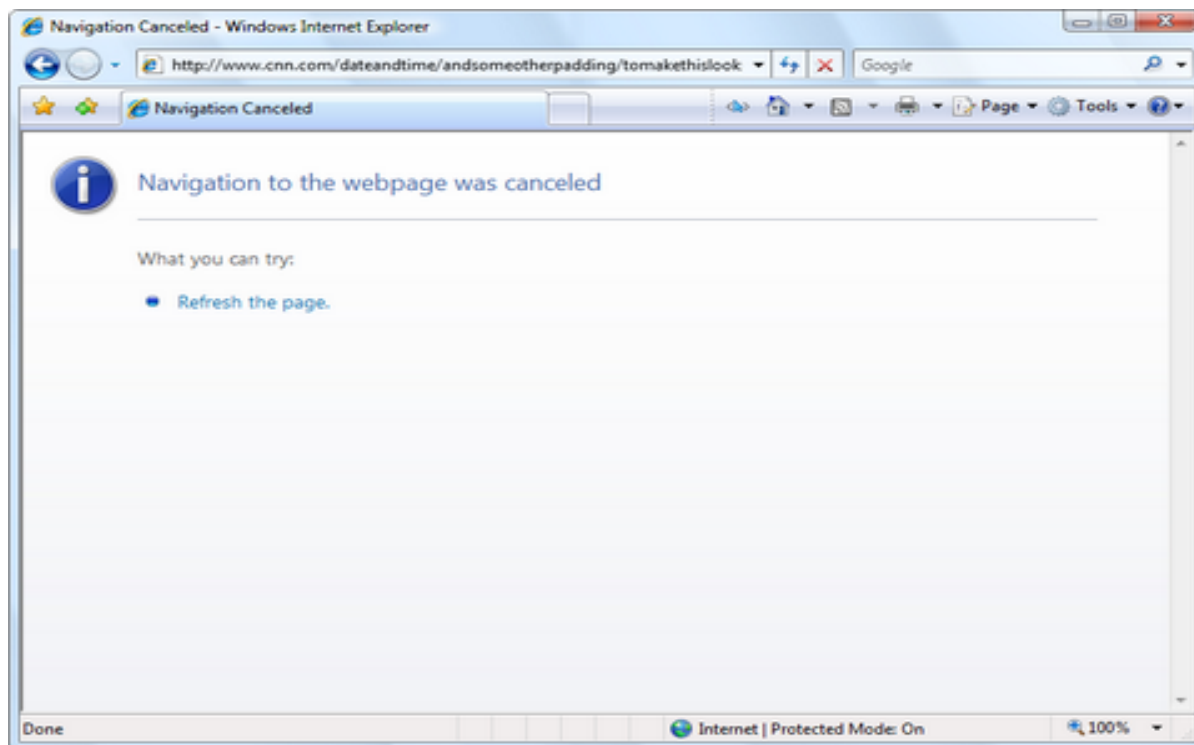 Navigation Canceled - Windows Internet Explorer
http://www.cnn.com/dateandtime/andsomeotherpadding/tomakethislook
Google
Navigation Canceled
Page
Tools
Navigation to the webpage was canceled
What you can try:
Refresh the page.
Done
Internet | Protected Mode: On
100%